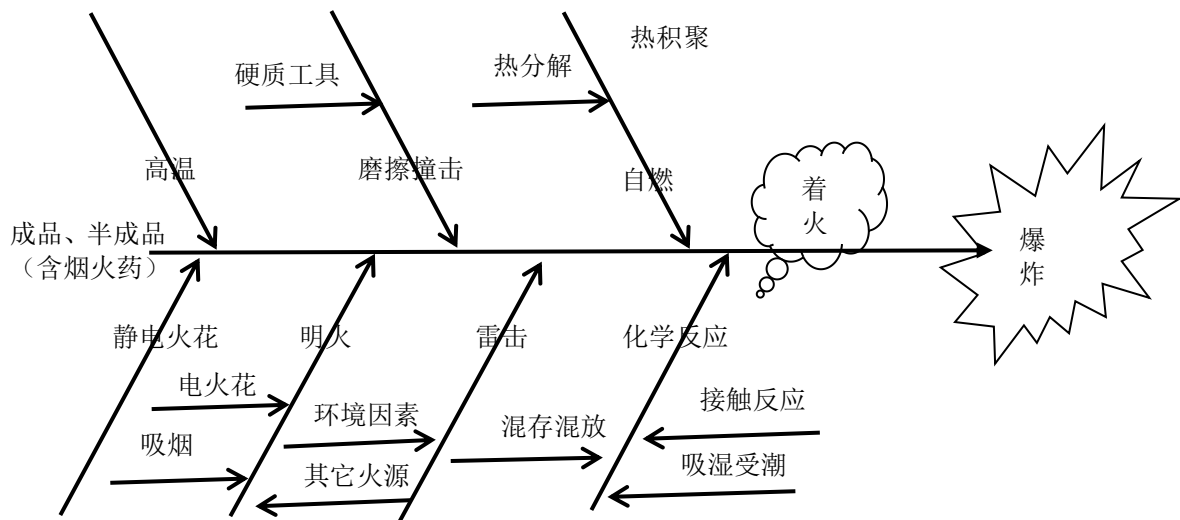 热积聚
热分解
硬质工具
高温
磨擦撞击
自燃
着
火
成品、半成品
（含烟火药）
爆
炸
静电火花
明火
雷击
化学反应
电火花
环境因素
接触反应
混存混放
吸烟
吸湿受潮
其它火源